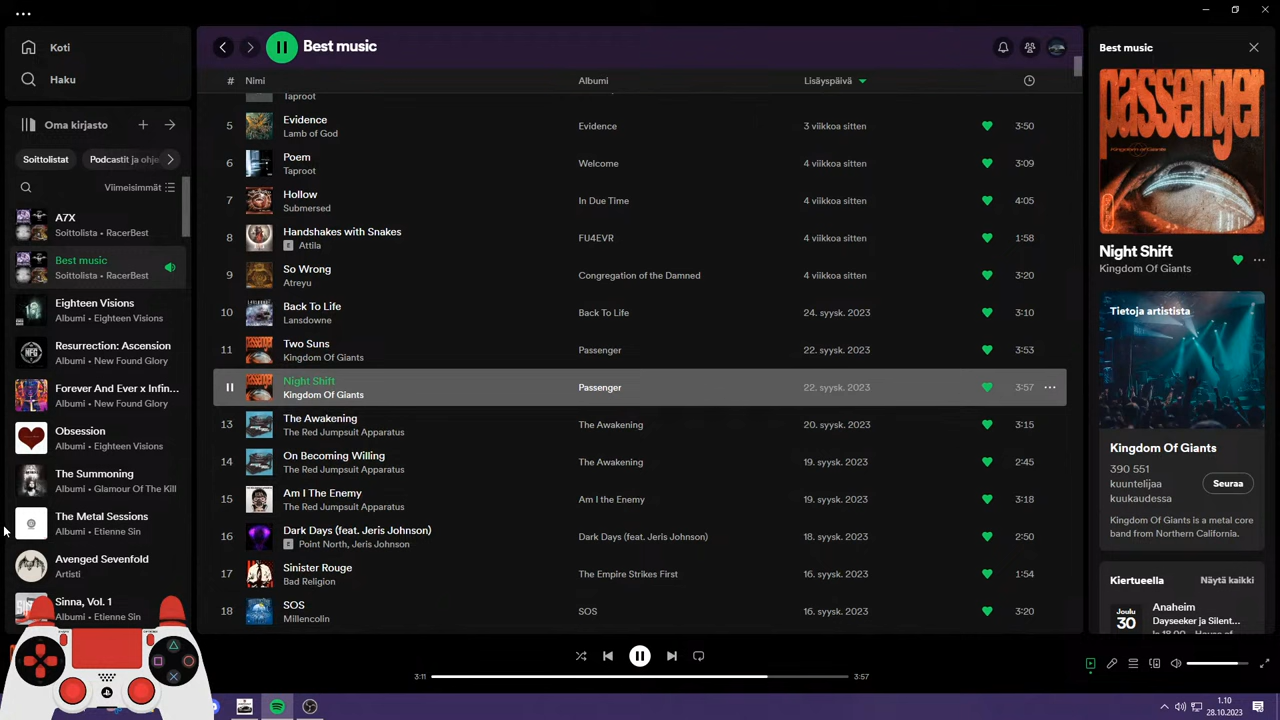 Koti
Haku
Oma kirjasto
Soittolistat
Podcastit ja ohje
Viimeisimmät
A7X
Soittolista • RacerBest
Best music
Soittolista • RacerBest
Eighteen Visions
Albumi • Eighteen Visions
Resurrection: Ascension
Albumi • New Found Glory
Forever And Ever x Infin...
Albumi • New Found Glory
Obsession
Albumi • Eighteen Visions
The Summoning
Albumi • Glamour Of The Kill
The Metal Sessions
Albumi • Etienne Sin
Avenged Sevenfold
Artisti
Sinna, Vol. 1
Albumi • Etienne Sin
Best music
# Nimi Albumi Lisäyspäivä
Taproot
5 Evidence Evidence 3 viikkoa sitten 3:50
Lamb of God
6 Poem Welcome 4 viikkoa sitten 3:09
Taproot
7 Hollow In Due Time 4 viikkoa sitten 4:05
Submersed
8 Handshakes with Snakes FU4EVR 4 viikkoa sitten 1:58
E Attila
9 So Wrong Congregation of the Damned 4 viikkoa sitten 3:20
Atreyu
10 Back To Life Back To Life 24. syysk. 2023 3:10
Lansdowne
11 Two Suns Passenger 22. syysk. 2023 3:53
Kingdom Of Giants
Night Shift Passenger 22. syysk. 2023 3:57
Kingdom Of Giants
13 The Awakening The Awakening 20. syysk. 2023 3:15
The Red Jumpsuit Apparatus
14 On Becoming Willing The Awakening 19. syysk. 2023 2:45
The Red Jumpsuit Apparatus
15 Am I The Enemy Am I the Enemy 19. syysk. 2023 3:18
The Red Jumpsuit Apparatus
16 Dark Days (feat. Jeris Johnson) Dark Days (feat. Jeris Johnson) 18. syysk. 2023 2:50
E Point North, Jeris Johnson
17 Sinister Rouge The Empire Strikes First 16. syysk. 2023 1:54
Bad Religion
18 SOS SOS 16. syysk. 2023 3:20
Millencolin
Best music
passenger
Kingdom of Giants
Night Shift
Kingdom Of Giants
Tietoja artistista
Kingdom Of Giants
390 551
kuuntelijaa
kuukaudessa
Seuraa
Kingdom Of Giants is a metal core
band from Northern California.
Kiertueella
Näytä kaikki
Joulu
30
Anaheim
Dayseeker ja Silent...
3:11
3:57
1.10
28.10.2023